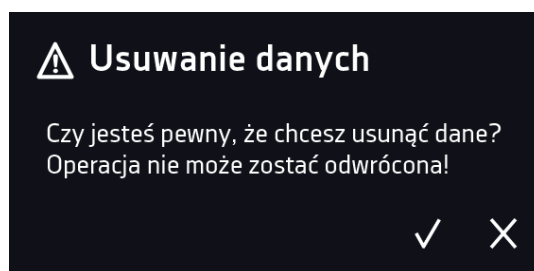 Usuwanie danych
Czy jesteś pewny, że chcesz usunąć dane?
Operacja nie może zostać odwrócona!